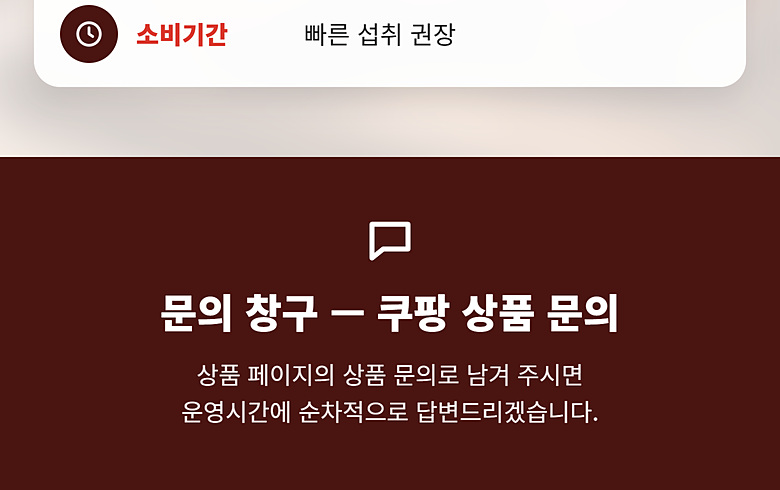 소비기간 빠른 섭취 권장
문의 창구 — 쿠팡 상품 문의
상품 페이지의 상품 문의로 남겨 주시면
운영시간에 순차적으로 답변드리겠습니다.